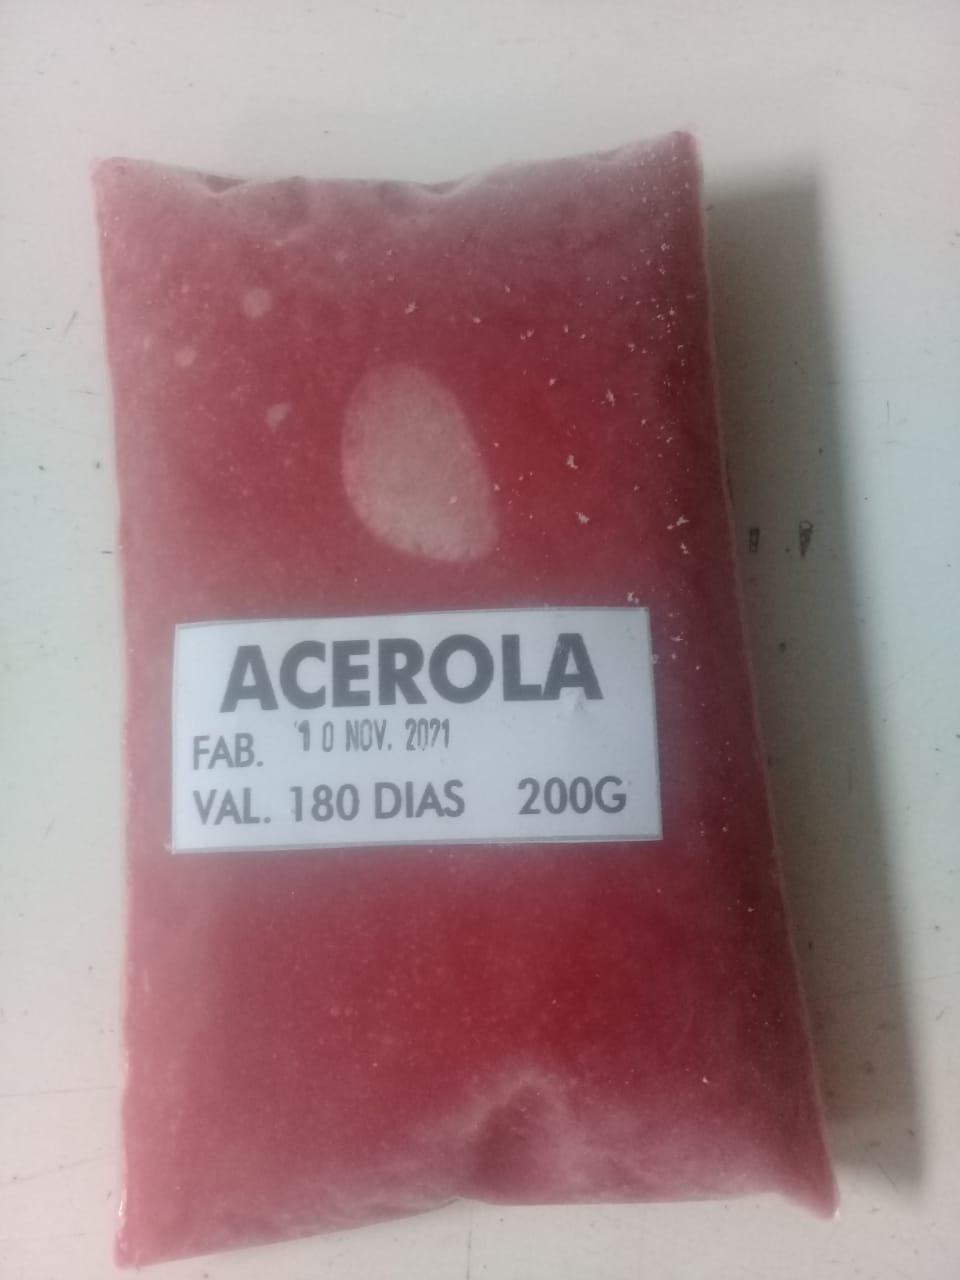 ACEROLA
FAB. 10 NOV. 2021
VAL. 180 DIAS 200G